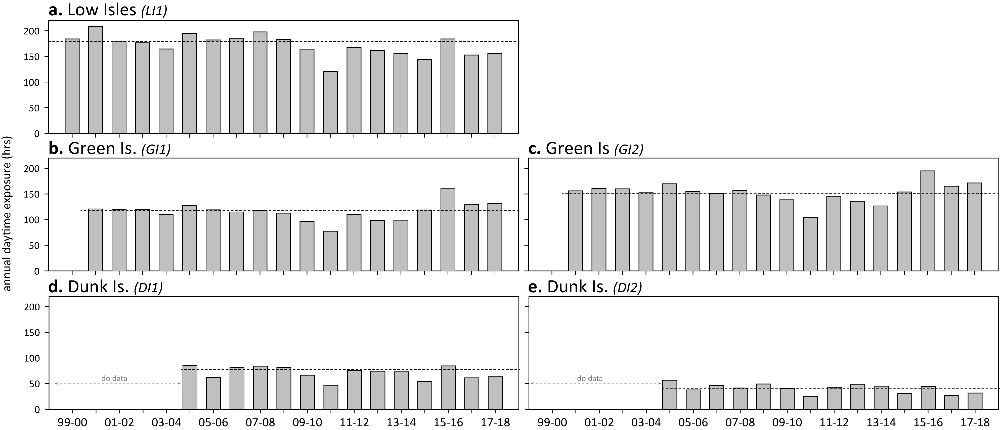 a. Low Isles (LI1)
200
150
100
50
0
annual daytime exposure (hrs)
b. Green Is. (GI1)
200
150
100
50
0
c. Green Is (GI2)
d. Dunk Is. (DI1)
200
150
100
50
0
do data
99-00 01-02 03-04 05-06 07-08 09-10 11-12 13-14 15-16 17-18
e. Dunk Is. (DI2)
do data
99-00 01-02 03-04 05-06 07-08 09-10 11-12 13-14 15-16 17-18